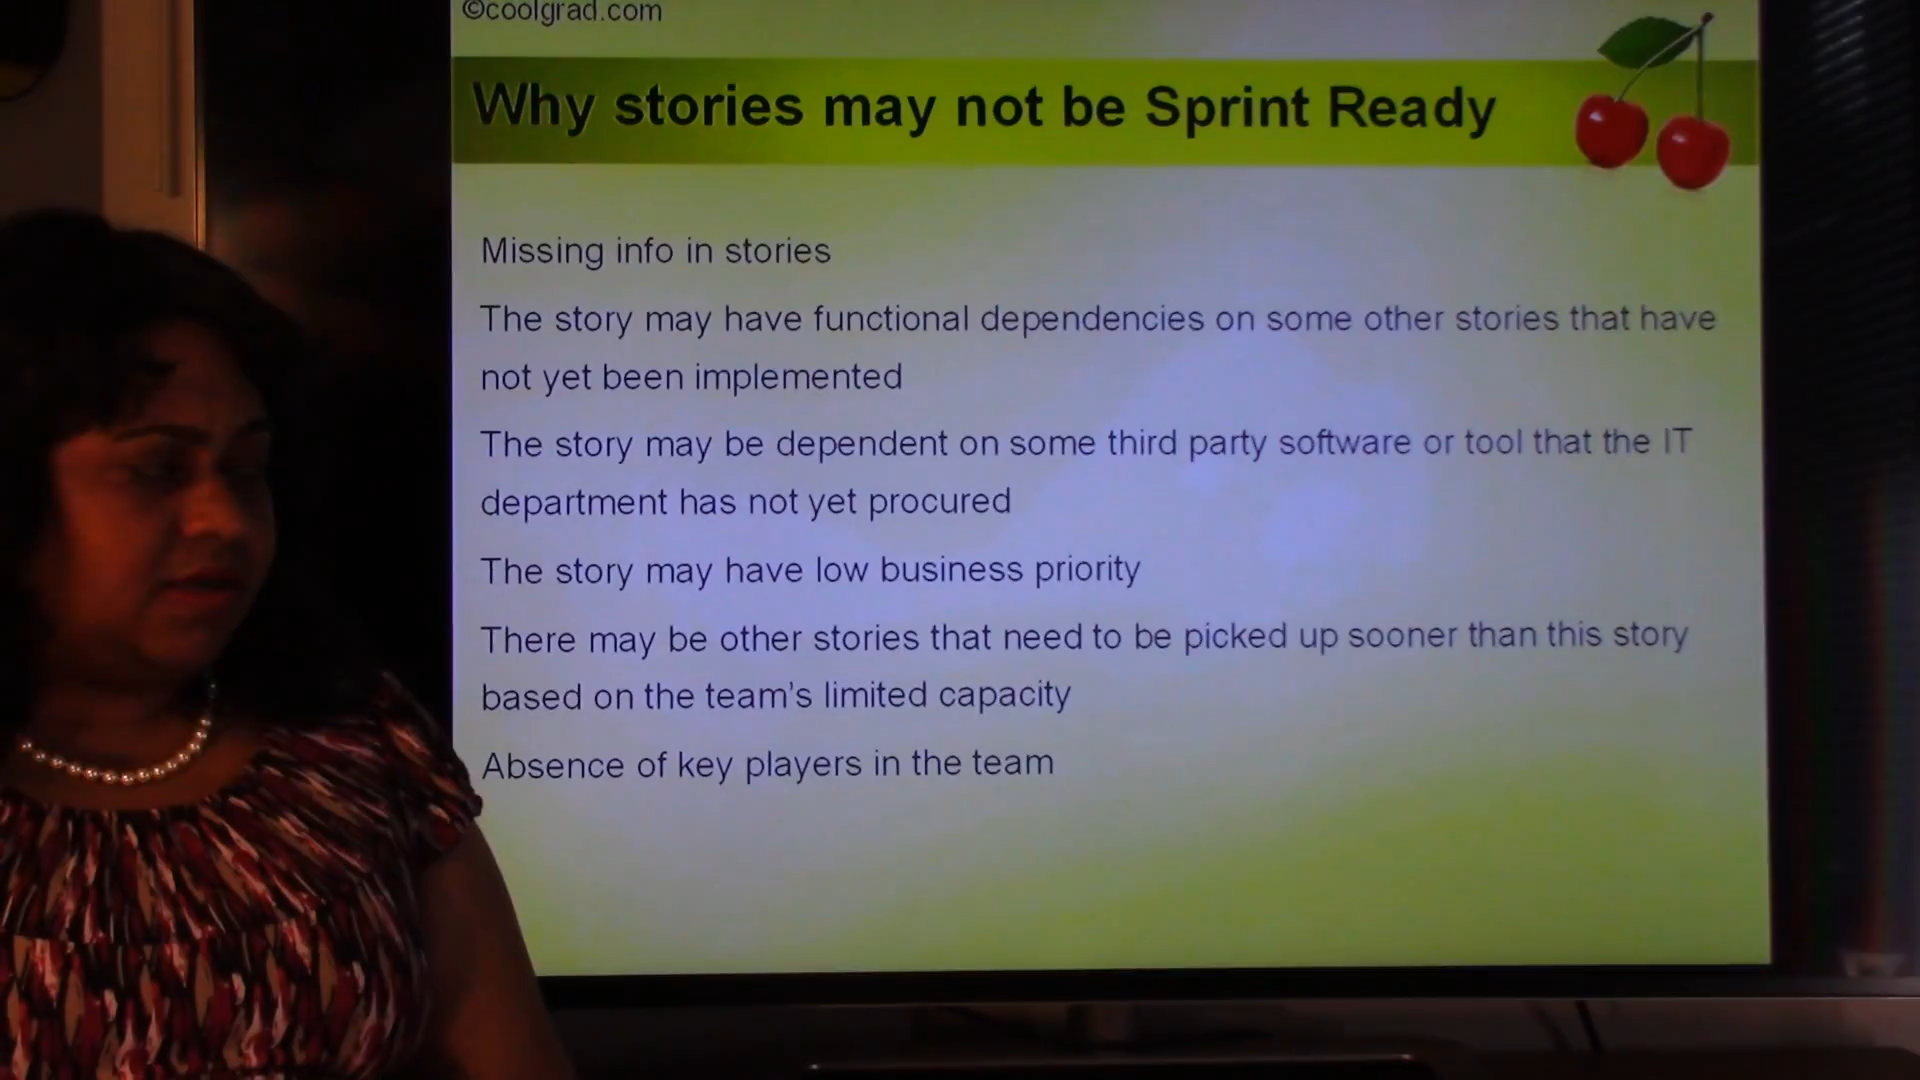 ©coolgrad.com
Why stories may not be Sprint Ready
Missing info in stories
The story may have functional dependencies on some other stories that have
not yet been implemented
The story may be dependent on some third party software or tool that the IT
department has not yet procured
The story may have low business priority
There may be other stories that need to be picked up sooner than this story
based on the team's limited capacity
Absence of key players in the team